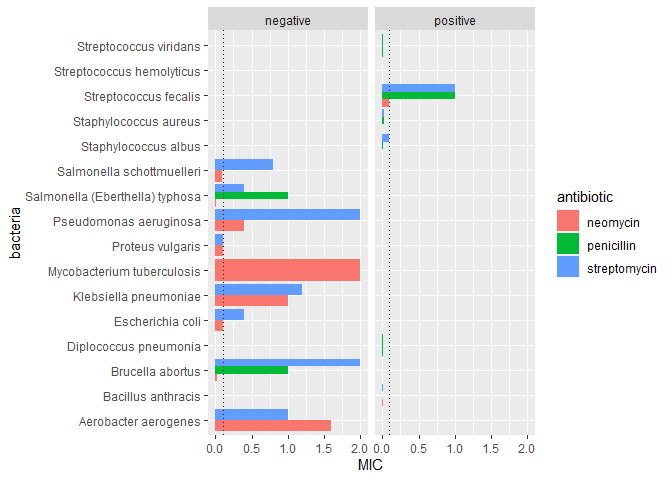 negative
positive
Streptococcus viridans
Streptococcus hemolyticus
Streptococcus fecalis
Staphylococcus aureus
Staphylococcus albus
Salmonella schottmuelleri
Salmonella (Eberthella) typhosa
Pseudomonas aeruginosa
Proteus vulgaris
Mycobacterium tuberculosis
Klebsiella pneumoniae
Escherichia coli
Diplococcus pneumonia
Brucella abortus
Bacillus anthracis
Aerobacter aerogenes
bacteria
0.0 0.5 1.0 1.5 2.0
0.0 0.5 1.0 1.5 2.0
MIC
antibiotic
neomycin
penicillin
streptomycin